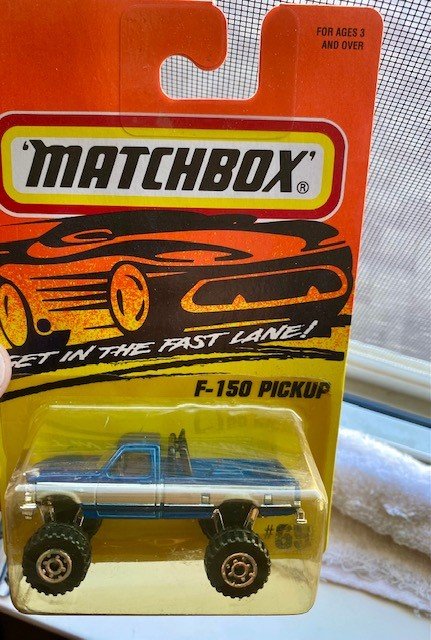 FOR AGES 3
AND OVER
'MATCHBOX'®
GET IN THE FAST LANE!
F-150 PICKUP